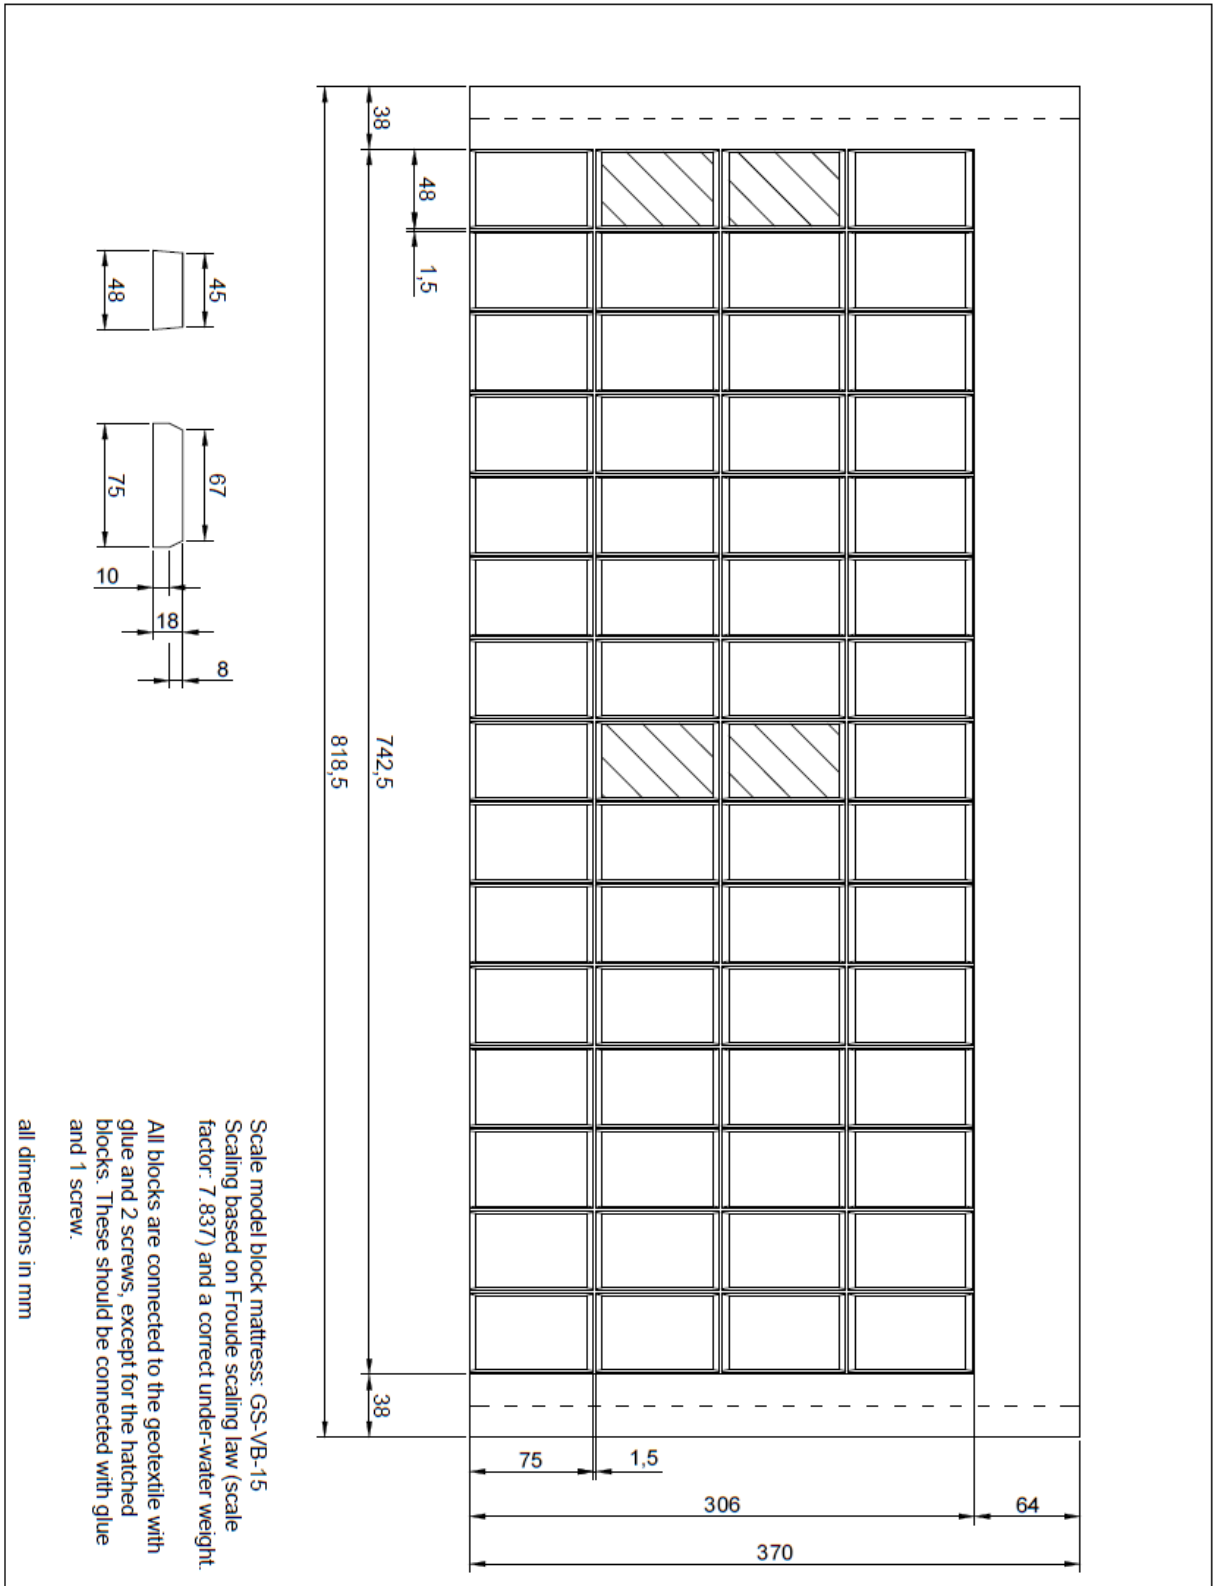 38
48
1,5
45
48
67
75
10
18
8
742,5
818,5
38
75
1,5
306
64
370
Scale model block mattress: GS-VB-15
Scaling based on Froude scaling law (scale
factor: 7.837) and a correct under-water weight.
All blocks are connected to the geotextile with
glue and 2 screws, except for the hatched
blocks. These should be connected with glue
and 1 screw.
all dimensions in mm